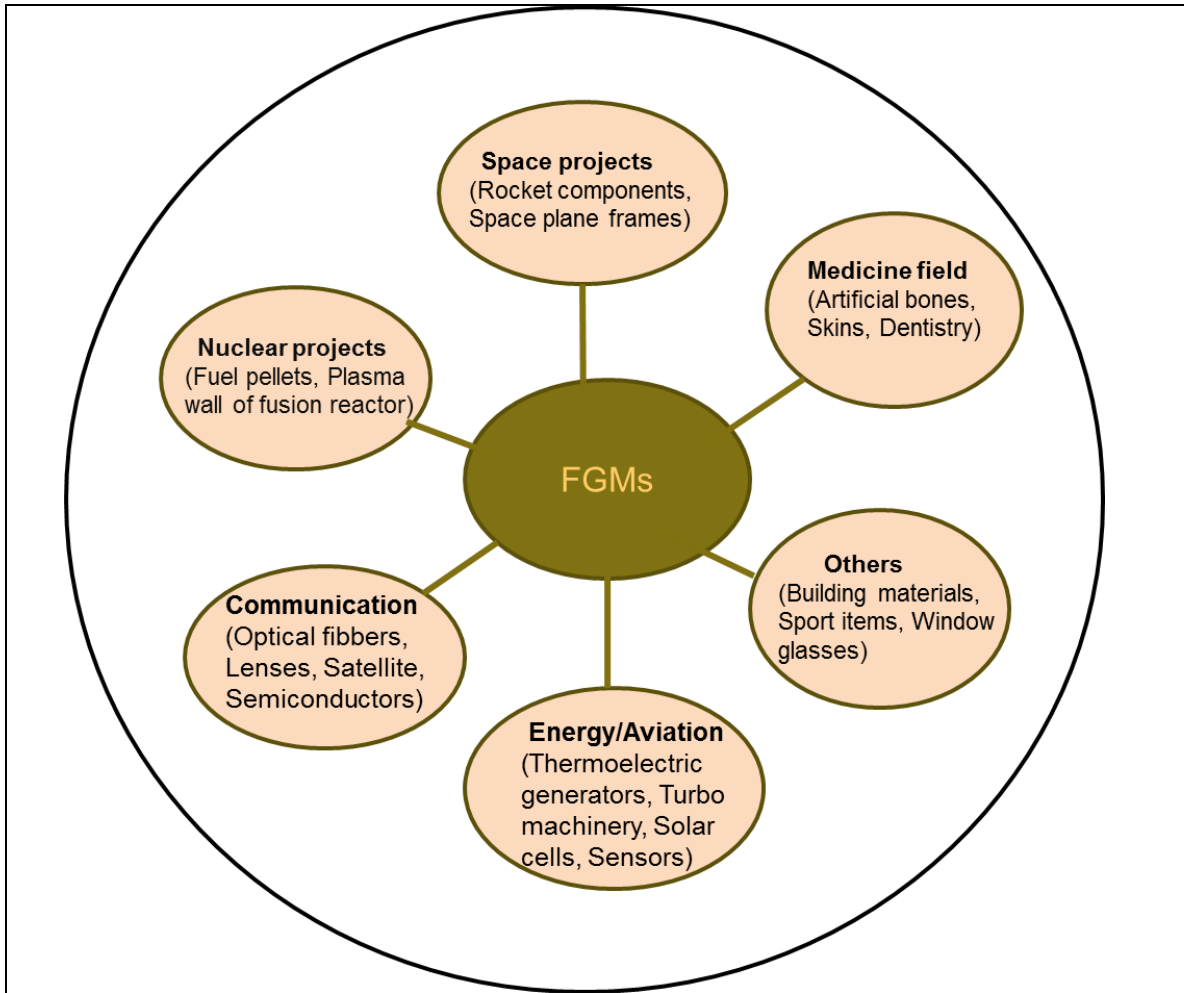 Space projects
(Rocket components,
Space plane frames)
Medicine field
(Artificial bones,
Skins, Dentistry)
Nuclear projects
(Fuel pellets, Plasma
wall of fusion reactor)
FGMs
Others
(Building materials,
Sport items, Window
glasses)
Communication
(Optical fibbers,
Lenses, Satellite,
Semiconductors)
Energy/Aviation
(Thermoelectric
generators, Turbo
machinery, Solar
cells, Sensors)